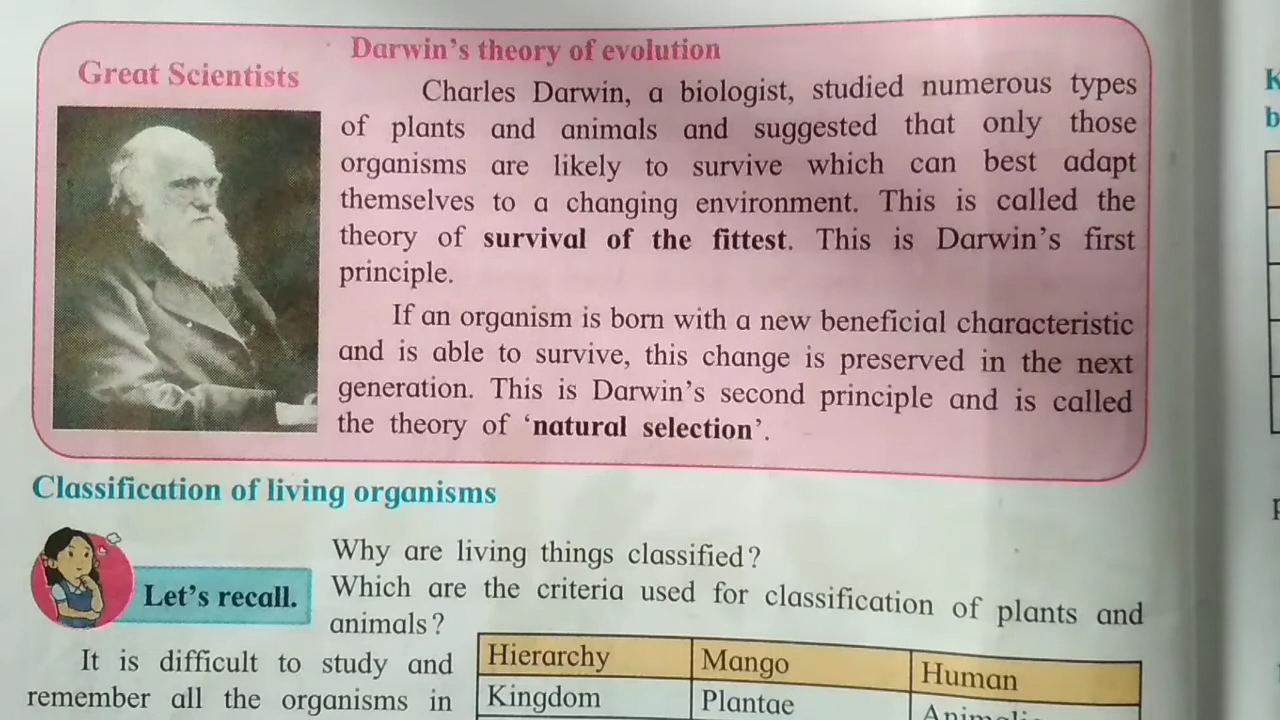 Great Scientists
Darwin's theory of evolution
Charles Darwin, a biologist, studied numerous types
of plants and animals and suggested that only those
organisms are likely to survive which can best adapt
themselves to a changing environment. This is called the
theory of survival of the fittest. This is Darwin's first
principle.
If an organism is born with a new beneficial characteristic
and is able to survive, this change is preserved in the next
generation. This is Darwin's second principle and is called
the theory of ‘natural selection’.
Classification of living organisms
Let's recall.
Why are living things classified?
Which are the criteria used for classification of plants and
animals?
It is difficult to study and
remember all the organisms in
Hierarchy Mango Human
Kingdom Plantae